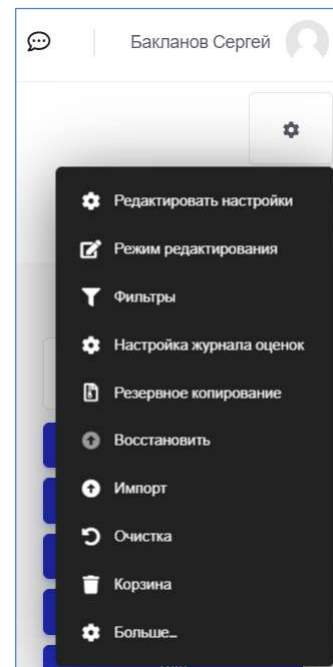 Бакланов Сергей
Редактировать настройки
Режим редактирования
Фильтры
Настройка журнала оценок
Резервное копирование
Восстановить
Импорт
Очистка
Корзина
Больше...